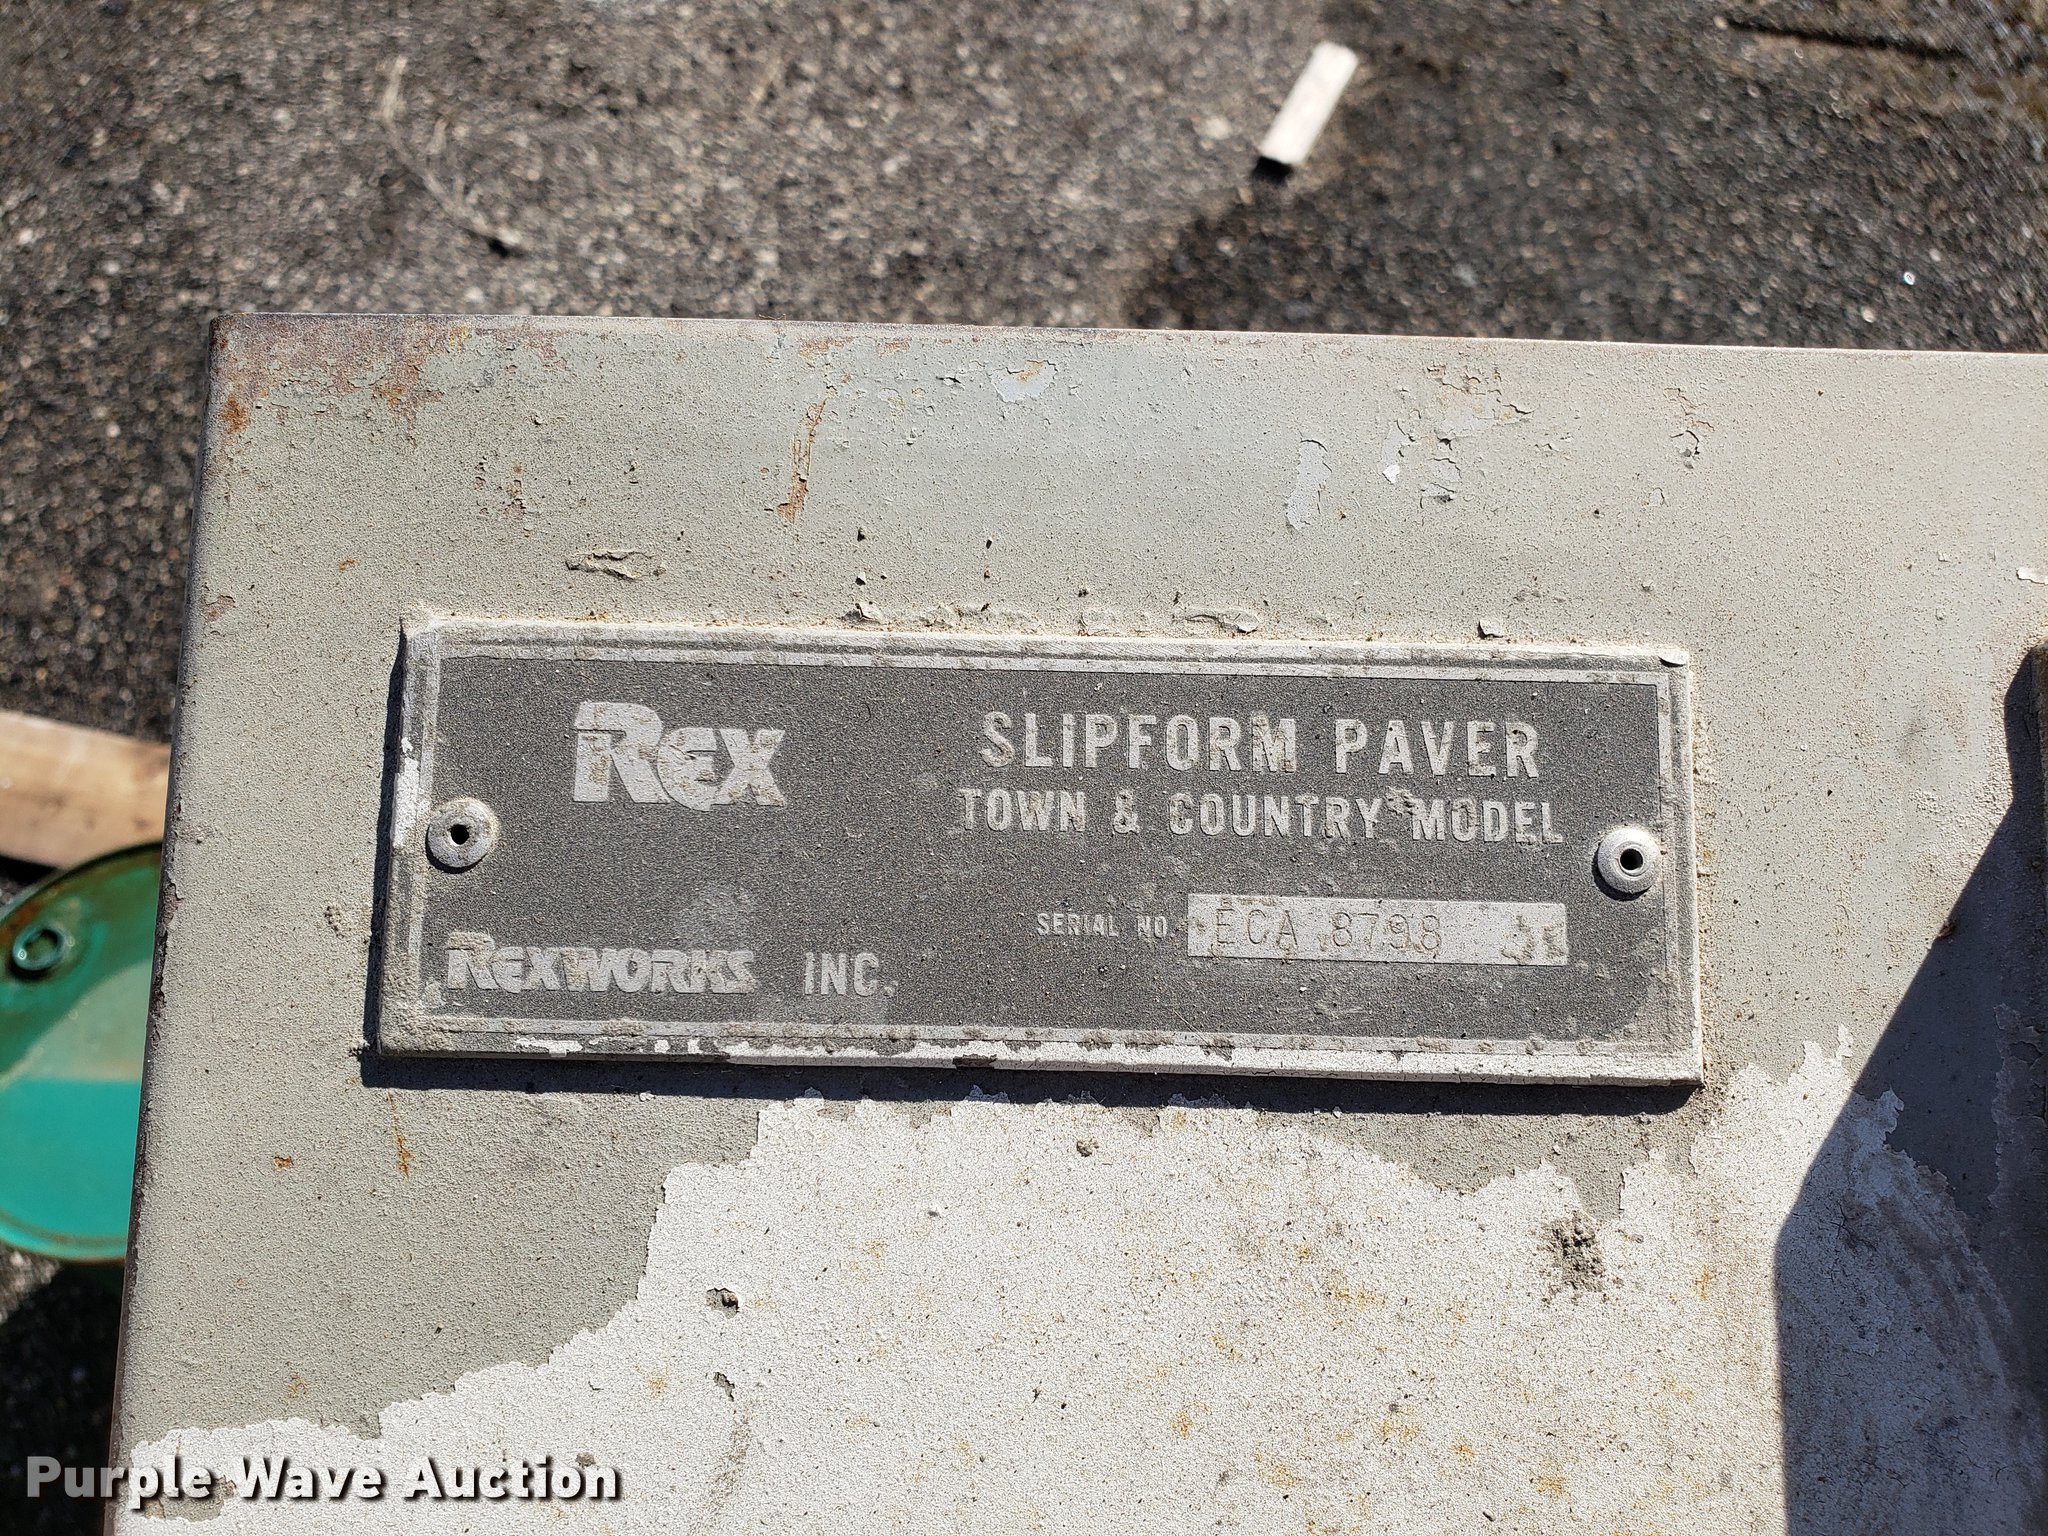 REX
SLIPFORM PAVER
TOWN & COUNTRY MODEL
SERIAL NO. ECA 8798
REXWORKS INC.
Purple Wave Auction